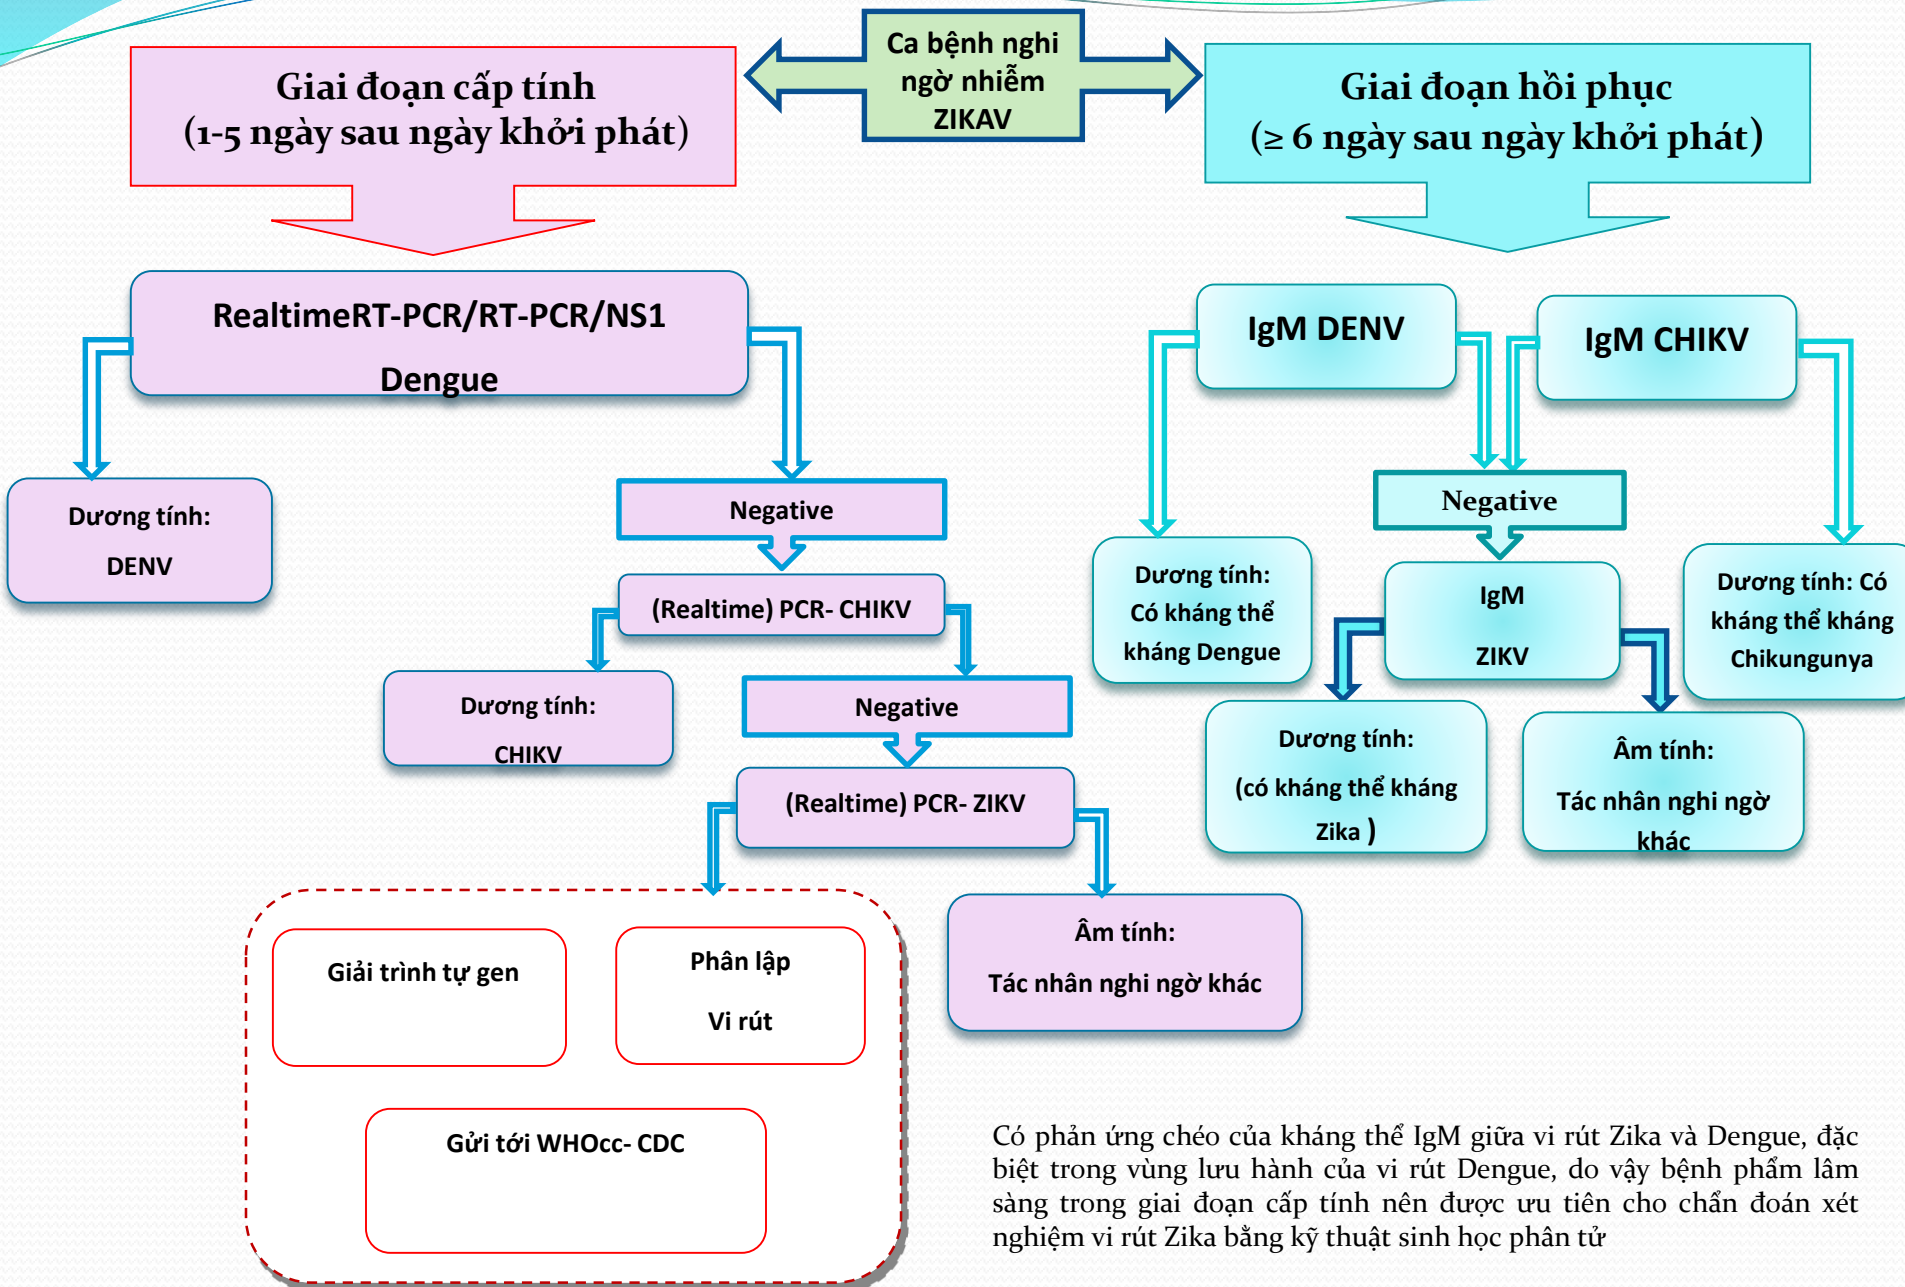 Ca bệnh nghi
ngờ nhiễm
ZIKAV
Giai đoạn cấp tính
(1-5 ngày sau ngày khởi phát)
Giai đoạn hồi phục
(≥ 6 ngày sau ngày khởi phát)
RealtimeRT-PCR/RT-PCR/NS1
Dengue
IgM DENV
IgM CHIKV
Dương tính:
DENV
Negative
Negative
(Realtime) PCR- CHIKV
Dương tính:
Có kháng thể
kháng Dengue
IgM
ZIKV
Dương tính: Có
kháng thể kháng
Chikungunya
Dương tính:
CHIKV
Negative
(Realtime) PCR- ZIKV
Dương tính:
(có kháng thể kháng
Zika )
Âm tính:
Tác nhân nghi ngờ
khác
Giải trình tự gen
Phân lập
Vi rút
Âm tính:
Tác nhân nghi ngờ khác
Gửi tới WHOcc- CDC
Có phản ứng chéo của kháng thể IgM giữa vi rút Zika và Dengue, đặc
biệt trong vùng lưu hành của vi rút Dengue, do vậy bệnh phẩm lâm
sàng trong giai đoạn cấp tính nên được ưu tiên cho chẩn đoán xét
nghiệm vi rút Zika bằng kỹ thuật sinh học phân tử